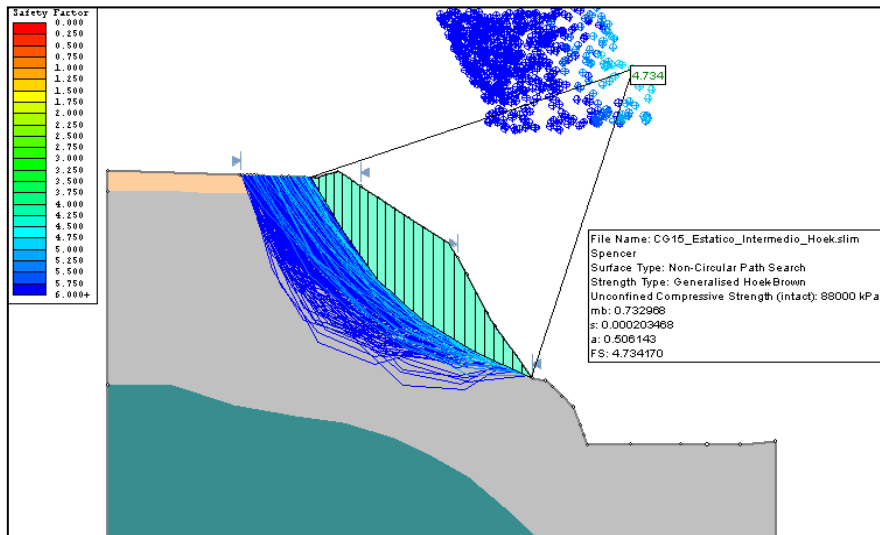 Safety Factor
0.000
0.250
0.500
0.750
1.000
1.250
1.500
1.750
2.000
2.250
2.500
2.750
3.000
3.250
3.500
3.750
4.000
4.250
4.500
4.750
5.000
5.250
5.500
5.750
6.000+
4.734
File Name: CG15_Estatico_Intermedio_Hoek.slim
Spencer
Surface Type: Non-Circular Path Search
Strength Type: Generalised Hoek-Brown
Unconfined Compressive Strength (intact): 88000 kPa
mb: 0.732968
s: 0.000203468
a: 0.506143
FS: 4.734170